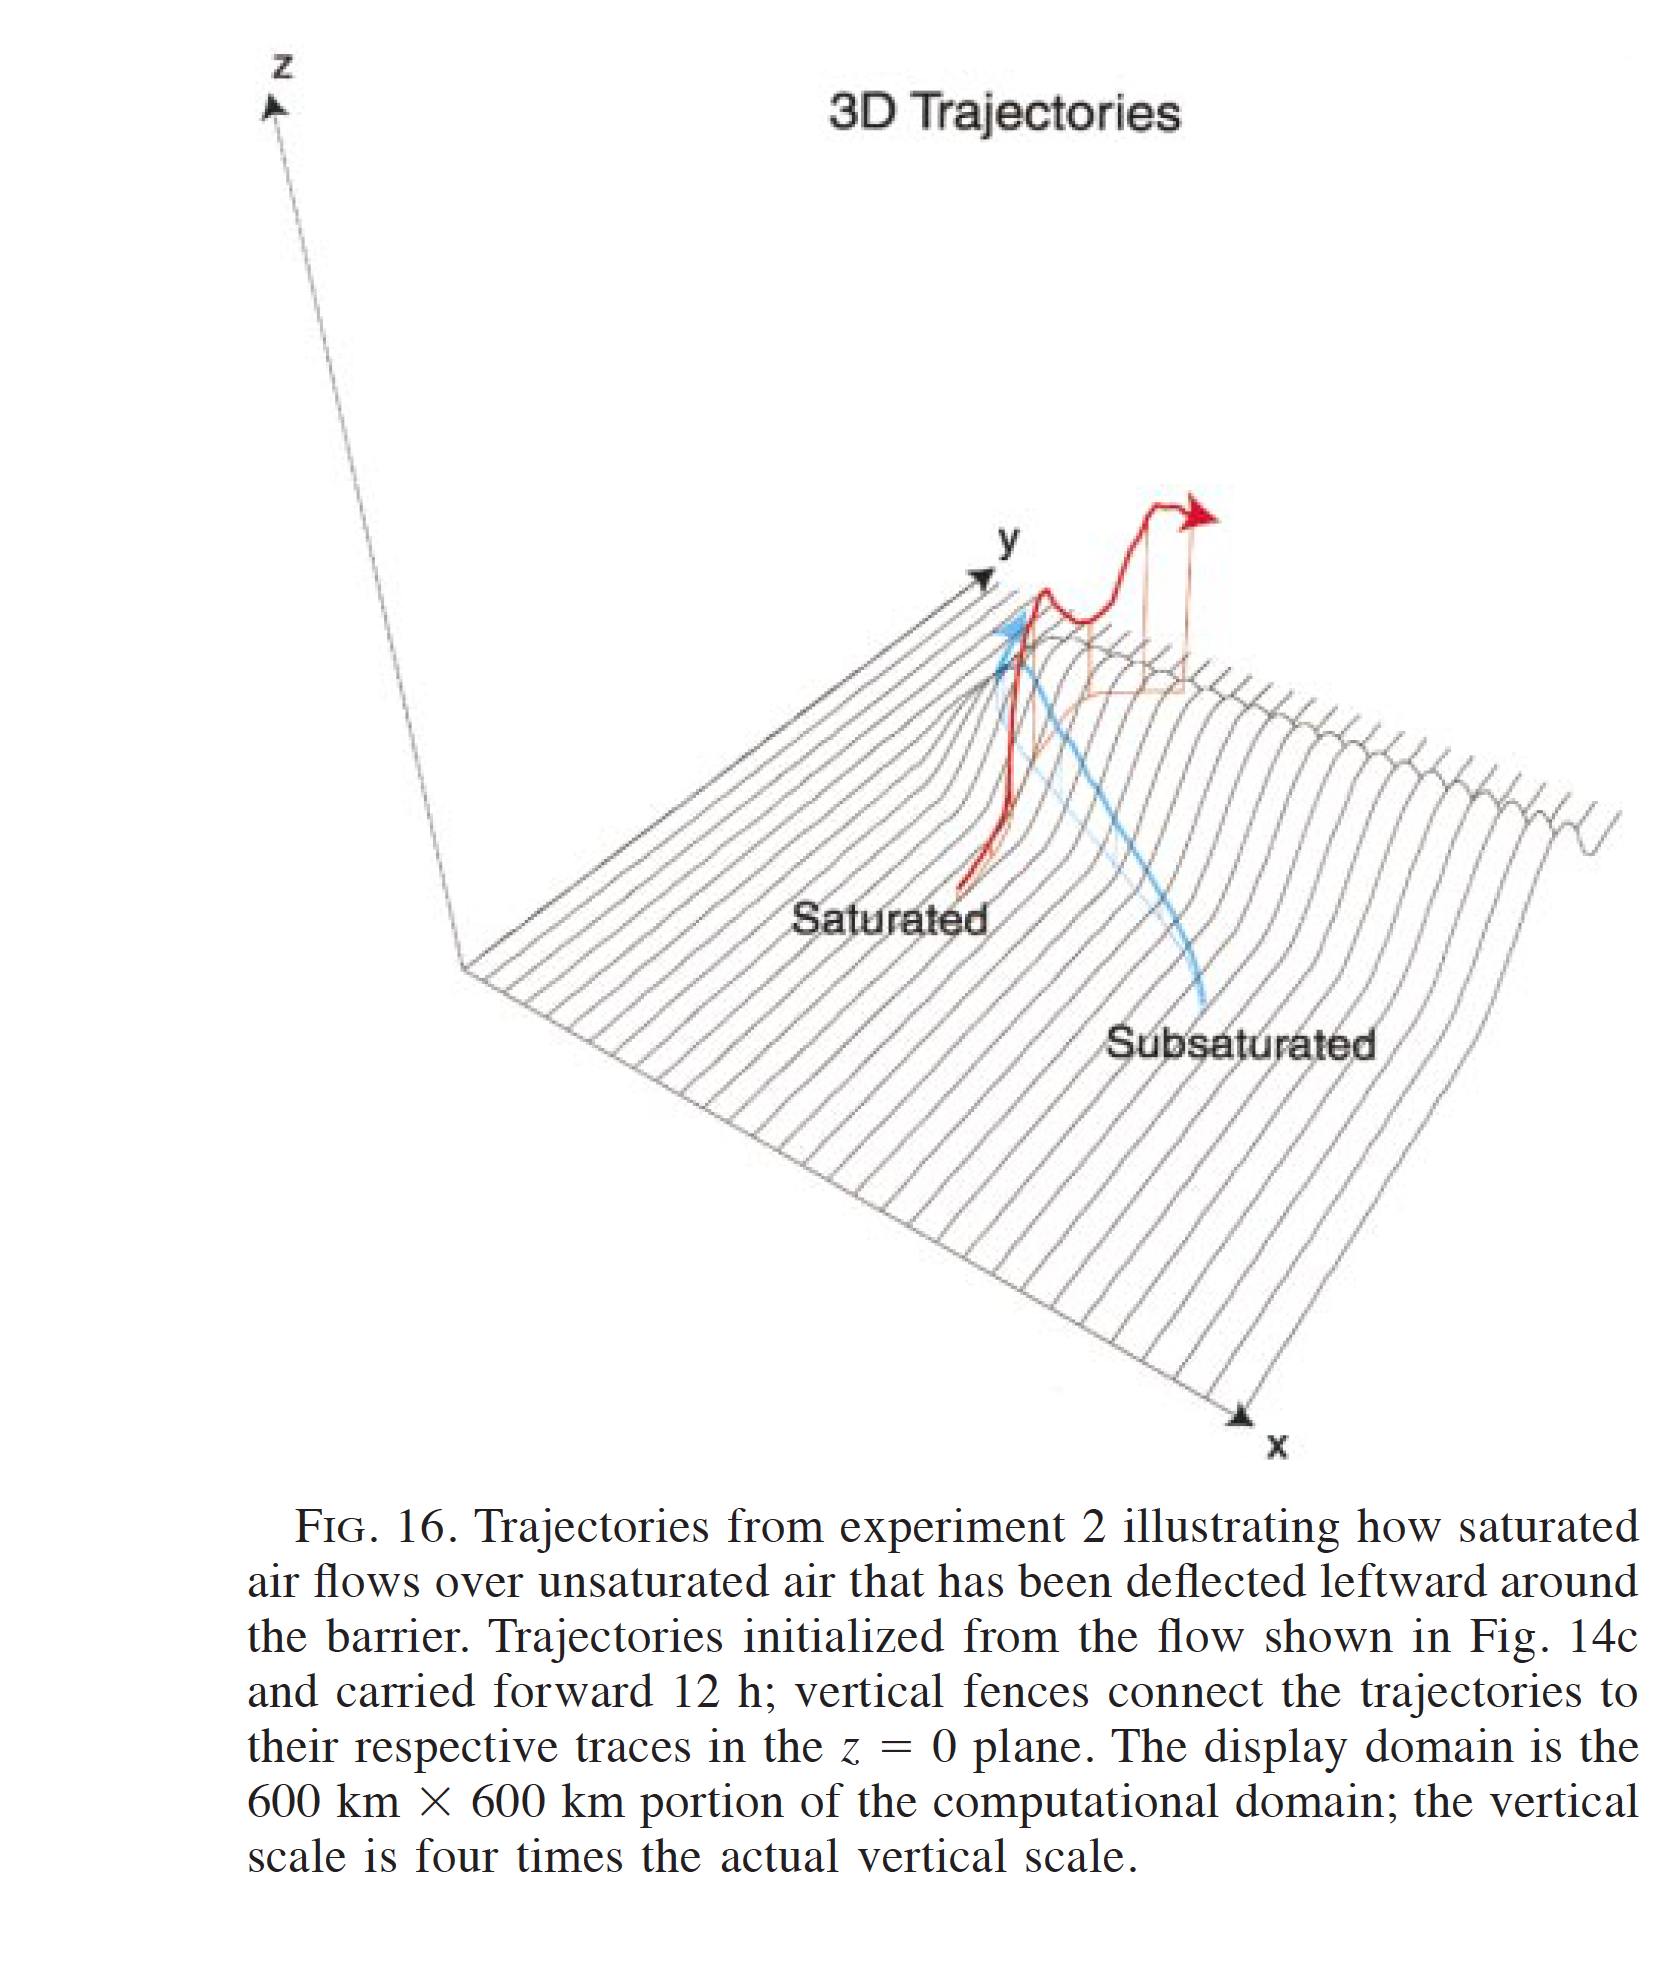 z
3D Trajectories
y
Saturated
Subsaturated
x
FIG. 16. Trajectories from experiment 2 illustrating how saturated
air flows over unsaturated air that has been deflected leftward around
the barrier. Trajectories initialized from the flow shown in Fig. 14c
and carried forward 12 h; vertical fences connect the trajectories to
their respective traces in the z = 0 plane. The display domain is the
600 km × 600 km portion of the computational domain; the vertical
scale is four times the actual vertical scale.